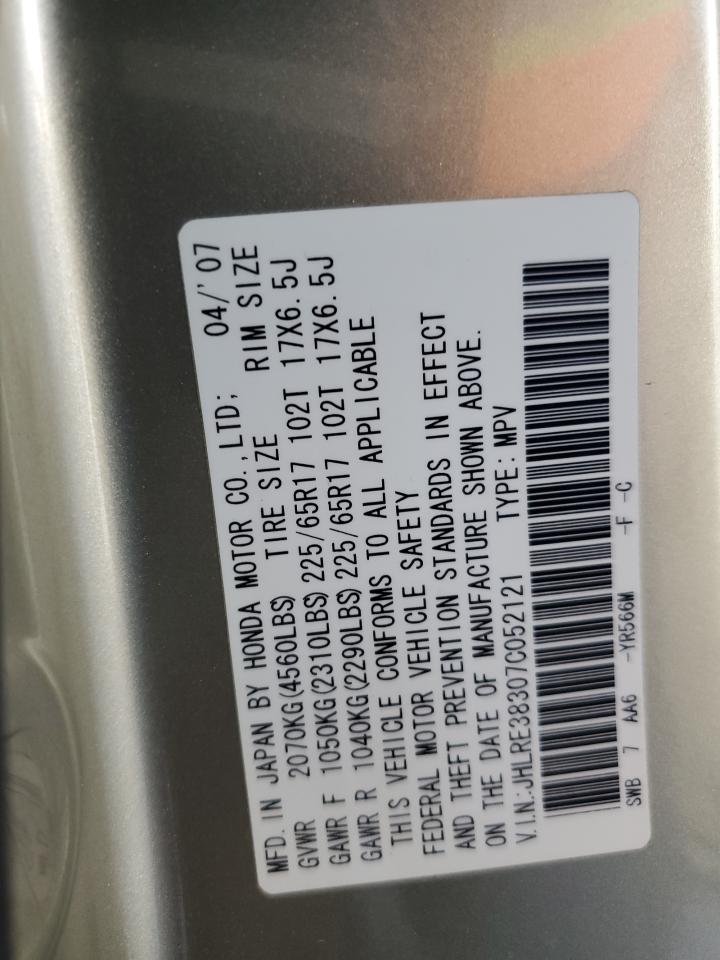 MFD. IN JAPAN BY HONDA MOTOR CO., LTD; 04/'07
GVWR 2070KG(4560LBS) TIRE SIZE RIM SIZE
GAWR F 1050KG(2310LBS) 225/65R17 102T 17X6.5J
GAWR R 1040KG(2290LBS) 225/65R17 102T 17X6.5J
THIS VEHICLE CONFORMS TO ALL APPLICABLE
FEDERAL MOTOR VEHICLE SAFETY
AND THEFT PREVENTION STANDARDS IN EFFECT
ON THE DATE OF MANUFACTURE SHOWN ABOVE.
V.I.N.:JHLRE38307C052121 TYPE:MPV
SWB 7 AA6 -YR566M -F -C